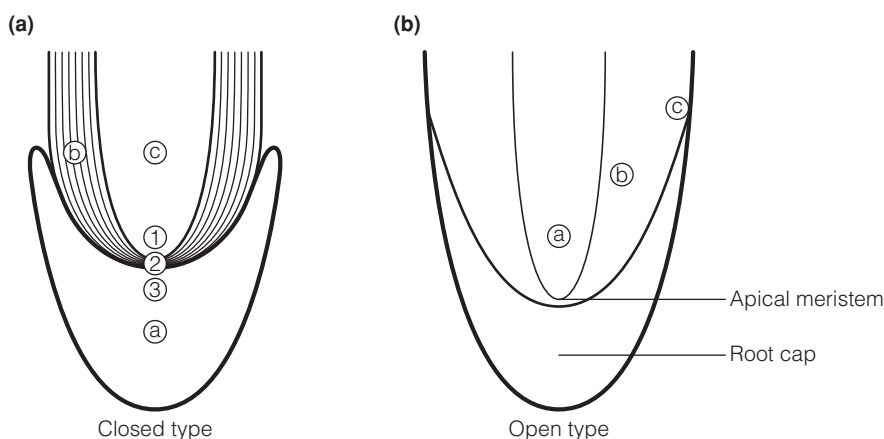 (a)
b
c
1
2
3
a
Closed type
(b)
c
b
a
Apical meristem
Root cap
Open type